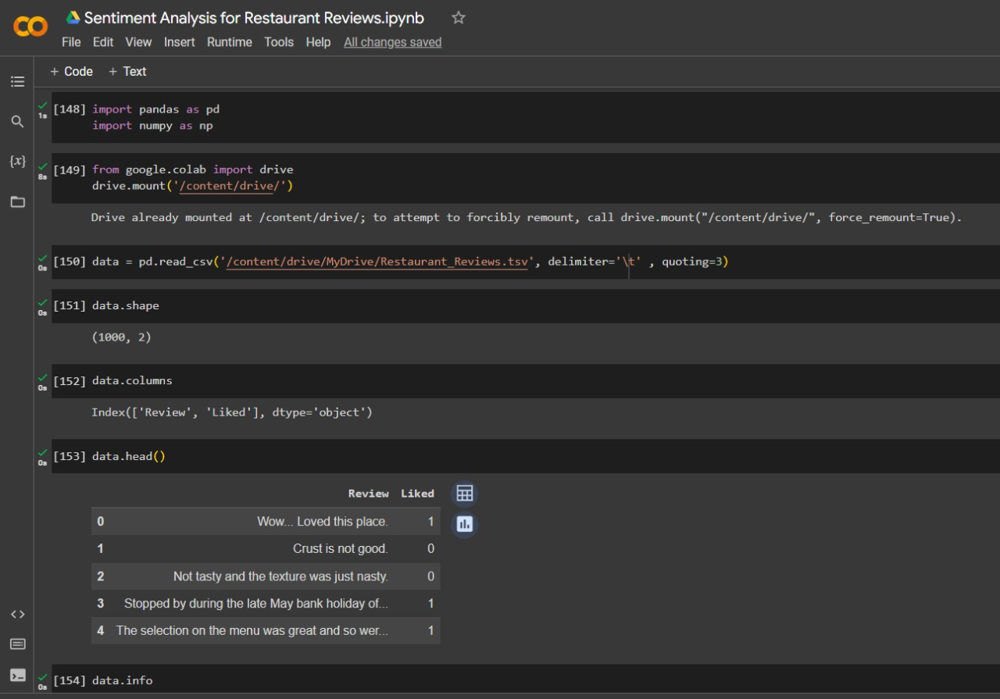 Sentiment Analysis for Restaurant Reviews.ipynb
File Edit View Insert Runtime Tools Help All changes saved
+ Code + Text
1s [148] import pandas as pd
import numpy as np
8s [149] from google.colab import drive
drive.mount('/content/drive/')
Drive already mounted at /content/drive/; to attempt to forcibly remount, call drive.mount("/content/drive/", force_remount=True).
0s [150] data = pd.read_csv('/content/drive/MyDrive/Restaurant_Reviews.tsv', delimiter='\t' , quoting=3)
0s [151] data.shape
(1000, 2)
0s [152] data.columns
Index(['Review', 'Liked'], dtype='object')
0s [153] data.head()
Review Liked
0 Wow... Loved this place. 1
1 Crust is not good. 0
2 Not tasty and the texture was just nasty. 0
3 Stopped by during the late May bank holiday of... 1
4 The selection on the menu was great and so wer... 1
0s [154] data.info